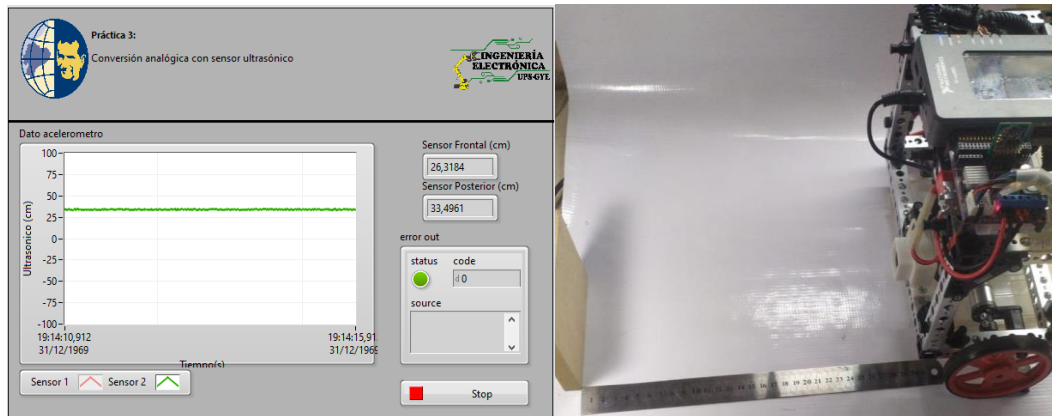 Práctica 3:
Conversión analógica con sensor ultrasónico
INGENIERÍA
ELECTRÓNICA
UPS-GYE
Dato acelerometro
Ultrasonico (cm)
100
75
50
25
0
-25
-50
-75
-100
19:14:10,912
31/12/1969
19:14:15,91
31/12/1969
Tiempo(s)
Sensor 1
Sensor 2
Sensor Frontal (cm)
26,3184
Sensor Posterior (cm)
33,4961
error out
status
code
d 0
source
Stop